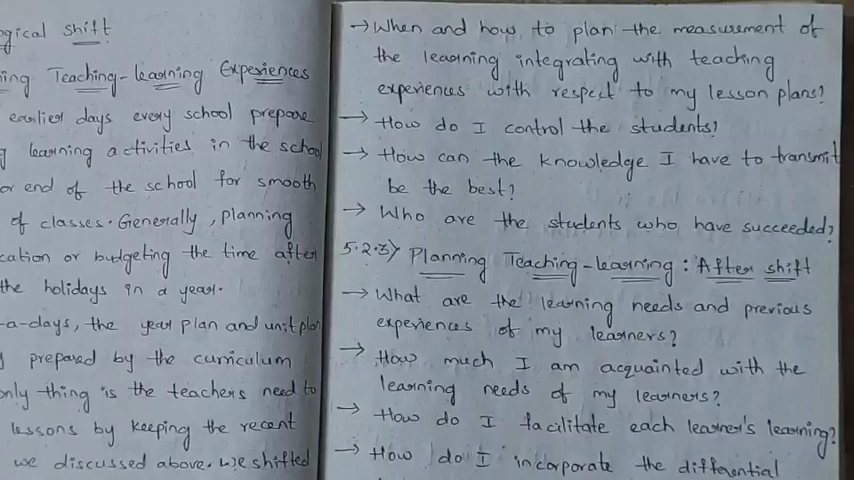 gical shift
ing Teaching-learning Experiences
earlier days every school prepare
learning activities in the school
or end of the school for smooth
of classes. Generally, planning
cation or budgeting the time after
the holidays in a year.
-a-days, the year plan and unit plan
prepared by the curriculum
only thing is the teachers need to
lessons by keeping the recent
we discussed above. We shifted
→ When and how to plan the measurement of
the learning integrating with teaching
experiences with respect to my lesson plans?
→ How do I control the students?
→ How can the knowledge I have to transmit
be the best?
→ Who are the students who have succeeded?
5.2.3) Planning Teaching-learning: After shift
→ What are the learning needs and previous
experiences of my learners?
→ How much I am acquainted with the
learning needs of my learners?
→ How do I facilitate each learner's learning?
→ How do I incorporate the differential